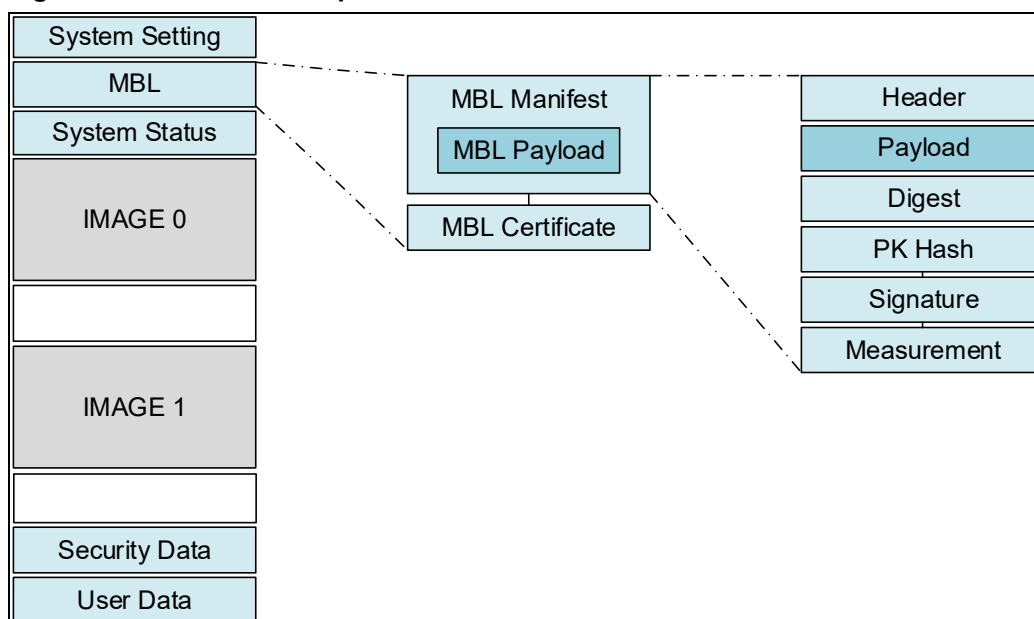 System Setting
MBL
System Status
IMAGE 0
IMAGE 1
Security Data
User Data
MBL Manifest
MBL Payload
MBL Certificate
Header
Payload
Digest
PK Hash
Signature
Measurement